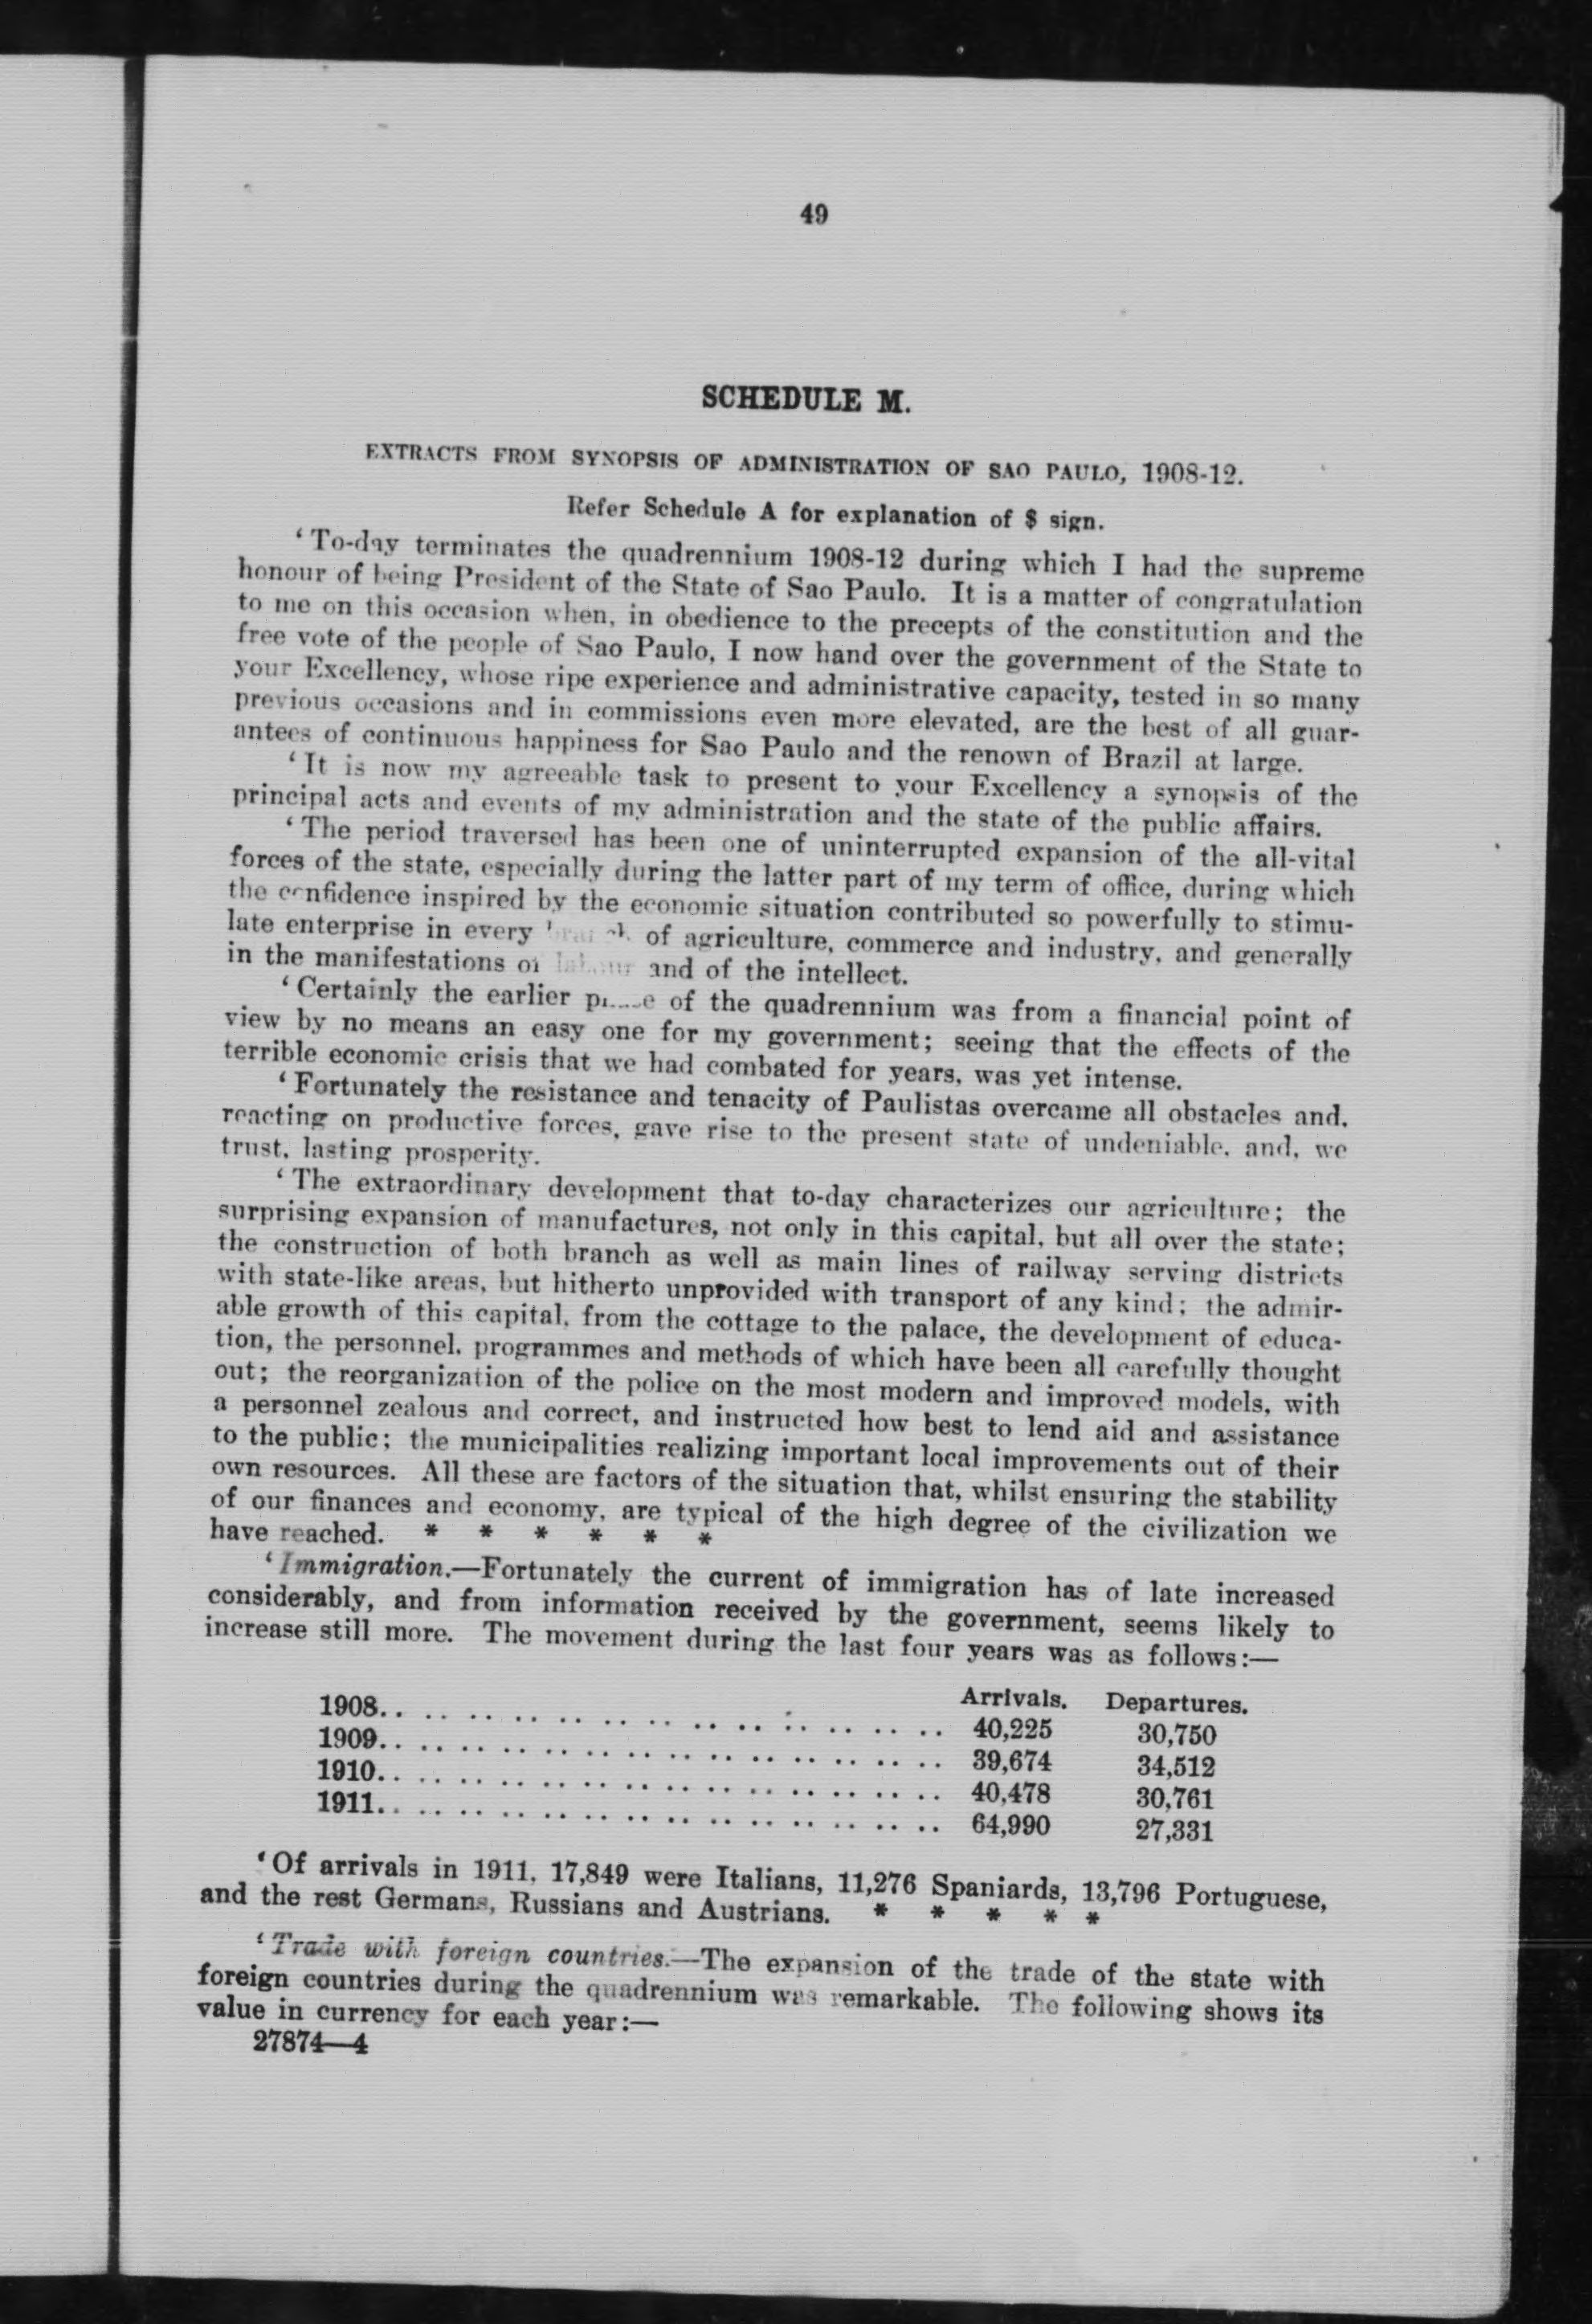 49
SCHEDULE M.
EXTRACTS FROM SYNOPSIS OF ADMINISTRATION OF SAO PAULO, 1908-12.
Refer Schedule A for explanation of $ sign.
‘To-day terminates the quadrennium 1908-12 during which I had the supreme
honour of being President of the State of Sao Paulo. It is a matter of congratulation
to me on this occasion when, in obedience to the precepts of the constitution and the
free vote of the people of Sao Paulo, I now hand over the government of the State to
your Excellency, whose ripe experience and administrative capacity, tested in so many
previous occasions and in commissions even more elevated, are the best of all guar-
antees of continuous happiness for Sao Paulo and the renown of Brazil at large.
‘It is now my agreeable task to present to your Excellency a synopsis of the
principal acts and events of my administration and the state of the public affairs.
‘The period traversed has been one of uninterrupted expansion of the all-vital
forces of the state, especially during the latter part of my term of office, during which
the confidence inspired by the economic situation contributed so powerfully to stimu-
late enterprise in every branch of agriculture, commerce and industry, and generally
in the manifestations of labour and of the intellect.
‘Certainly the earlier of the quadrennium was from a financial point of
view by no means an easy one for my government; seeing that the effects of the
terrible economic crisis that we had combated for years, was yet intense.
‘Fortunately the resistance and tenacity of Paulistas overcame all obstacles and,
reacting on productive forces, gave rise to the present state of undeniable, and, we
trust, lasting prosperity.
‘The extraordinary development that to-day characterizes our agriculture; the
surprising expansion of manufactures, not only in this capital, but all over the state;
the construction of both branch as well as main lines of railway serving districts
with state-like areas, but hitherto unprovided with transport of any kind; the admir-
able growth of this capital, from the cottage to the palace, the development of educa-
tion, the personnel, programmes and methods of which have been all carefully thought
out; the reorganization of the police on the most modern and improved models, with
a personnel zealous and correct, and instructed how best to lend aid and assistance
to the public; the municipalities realizing important local improvements out of their
own resources. All these are factors of the situation that, whilst ensuring the stability
of our finances and economy, are typical of the high degree of the civilization we
have reached. * * * * * *
‘Immigration.—Fortunately the current of immigration has of late increased
considerably, and from information received by the government, seems likely to
increase still more. The movement during the last four years was as follows:—
Arrivals. Departures.
1908.. .. .. .. .. .. .. .. .. .. .. .. .. .. 40,225 30,750
1909.. .. .. .. .. .. .. .. .. .. .. .. .. .. 39,674 34,512
1910.. .. .. .. .. .. .. .. .. .. .. .. .. .. 40,478 30,761
1911.. .. .. .. .. .. .. .. .. .. .. .. .. .. 64,990 27,331
‘Of arrivals in 1911, 17,849 were Italians, 11,276 Spaniards, 13,796 Portuguese,
and the rest Germans, Russians and Austrians. * * * * *
‘Trade with foreign countries.—The expansion of the trade of the state with
foreign countries during the quadrennium was remarkable. The following shows its
value in currency for each year:—
27874—4